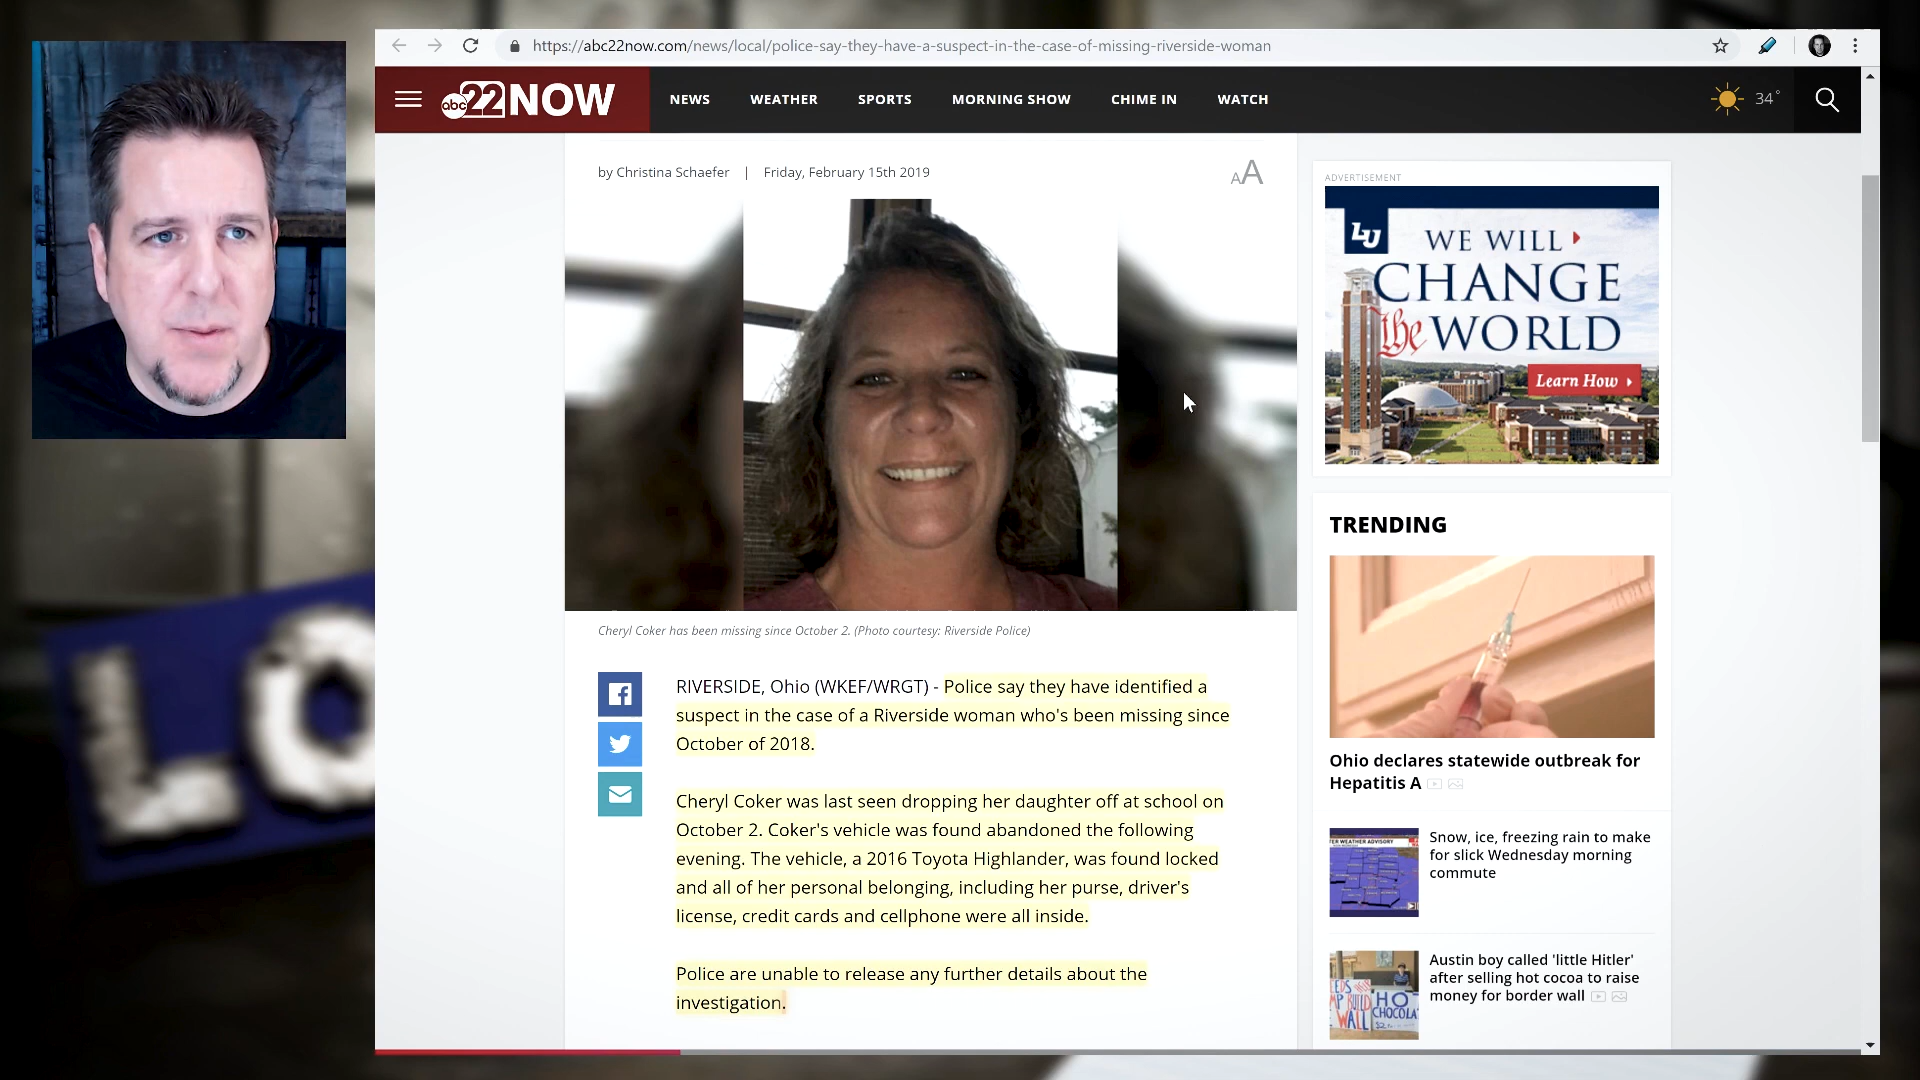 https://abc22now.com/news/local/police-say-they-have-a-suspect-in-the-case-of-missing-riverside-woman
abc 22 NOW
NEWS WEATHER SPORTS MORNING SHOW CHIME IN WATCH
34°
by Christina Schaefer | Friday, February 15th 2019
AA
Cheryl Coker has been missing since October 2. (Photo courtesy: Riverside Police)
RIVERSIDE, Ohio (WKEF/WRGT) - Police say they have identified a
suspect in the case of a Riverside woman who's been missing since
October of 2018.
Cheryl Coker was last seen dropping her daughter off at school on
October 2. Coker's vehicle was found abandoned the following
evening. The vehicle, a 2016 Toyota Highlander, was found locked
and all of her personal belonging, including her purse, driver's
license, credit cards and cellphone were all inside.
Police are unable to release any further details about the
investigation.
ADVERTISEMENT
LU
WE WILL
CHANGE
the WORLD
Learn How
TRENDING
Ohio declares statewide outbreak for
Hepatitis A
Snow, ice, freezing rain to make
for slick Wednesday morning
commute
WEATHER ADVISORY
Austin boy called 'little Hitler'
after selling hot cocoa to raise
money for border wall
WALL
HOT
LO